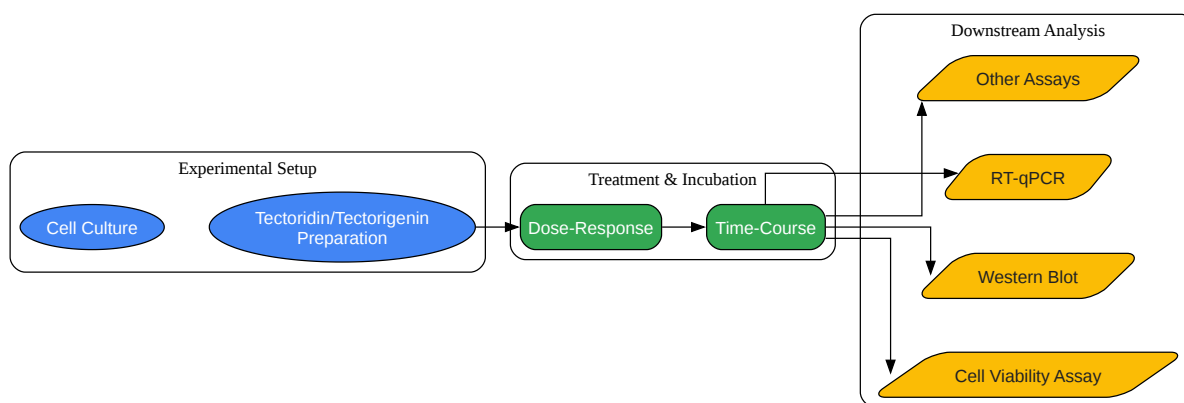 Experimental Setup
Cell Culture
Tectoridin/Tectorigenin
Preparation
Treatment & Incubation
Dose-Response
Time-Course
Downstream Analysis
Other Assays
RT-qPCR
Western Blot
Cell Viability Assay